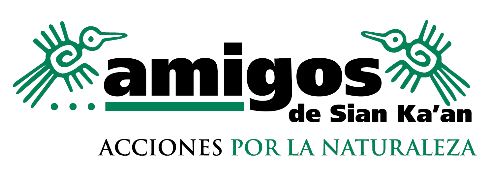 ...amigos
de Sian Ka'an
ACCIONES POR LA NATURALEZA